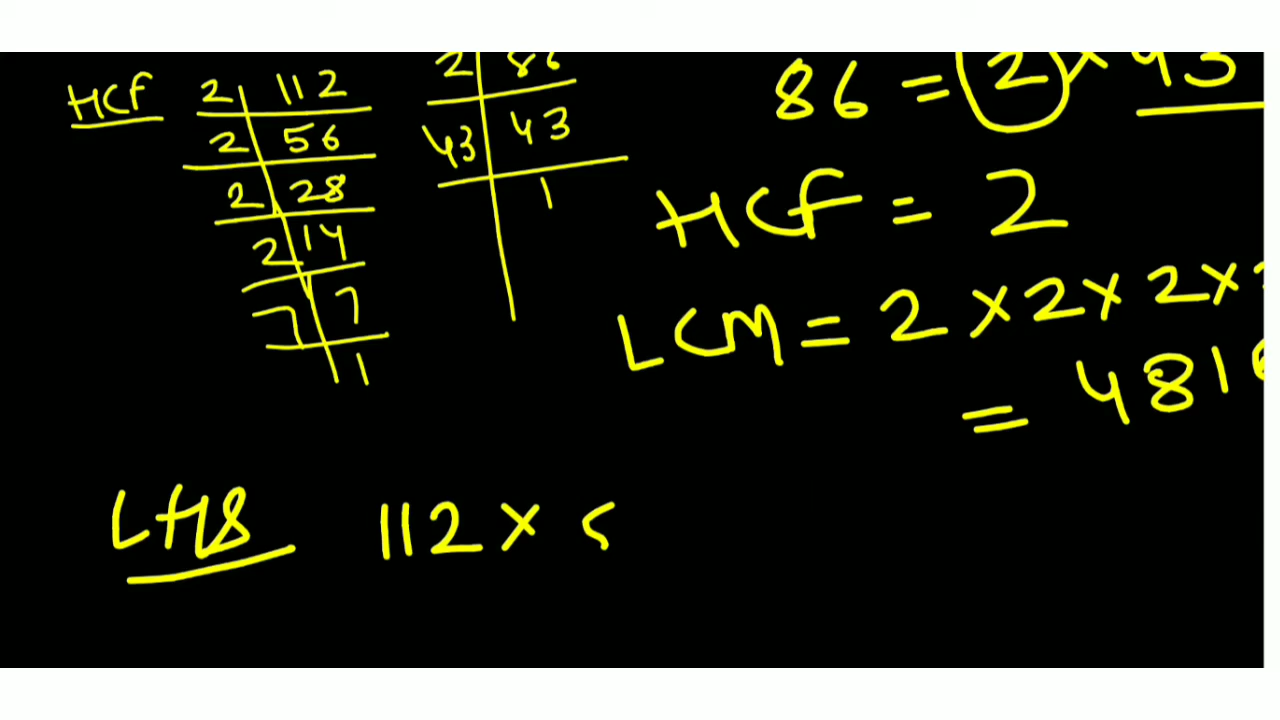 HCF
2 | 112
2 | 56
2 | 28
2 | 14
7 | 7
1
2 | 86
43 | 43
1
86 = 2 × 43
HCF = 2
LCM = 2 × 2 × 2 ×
= 481
LHS 112 ×